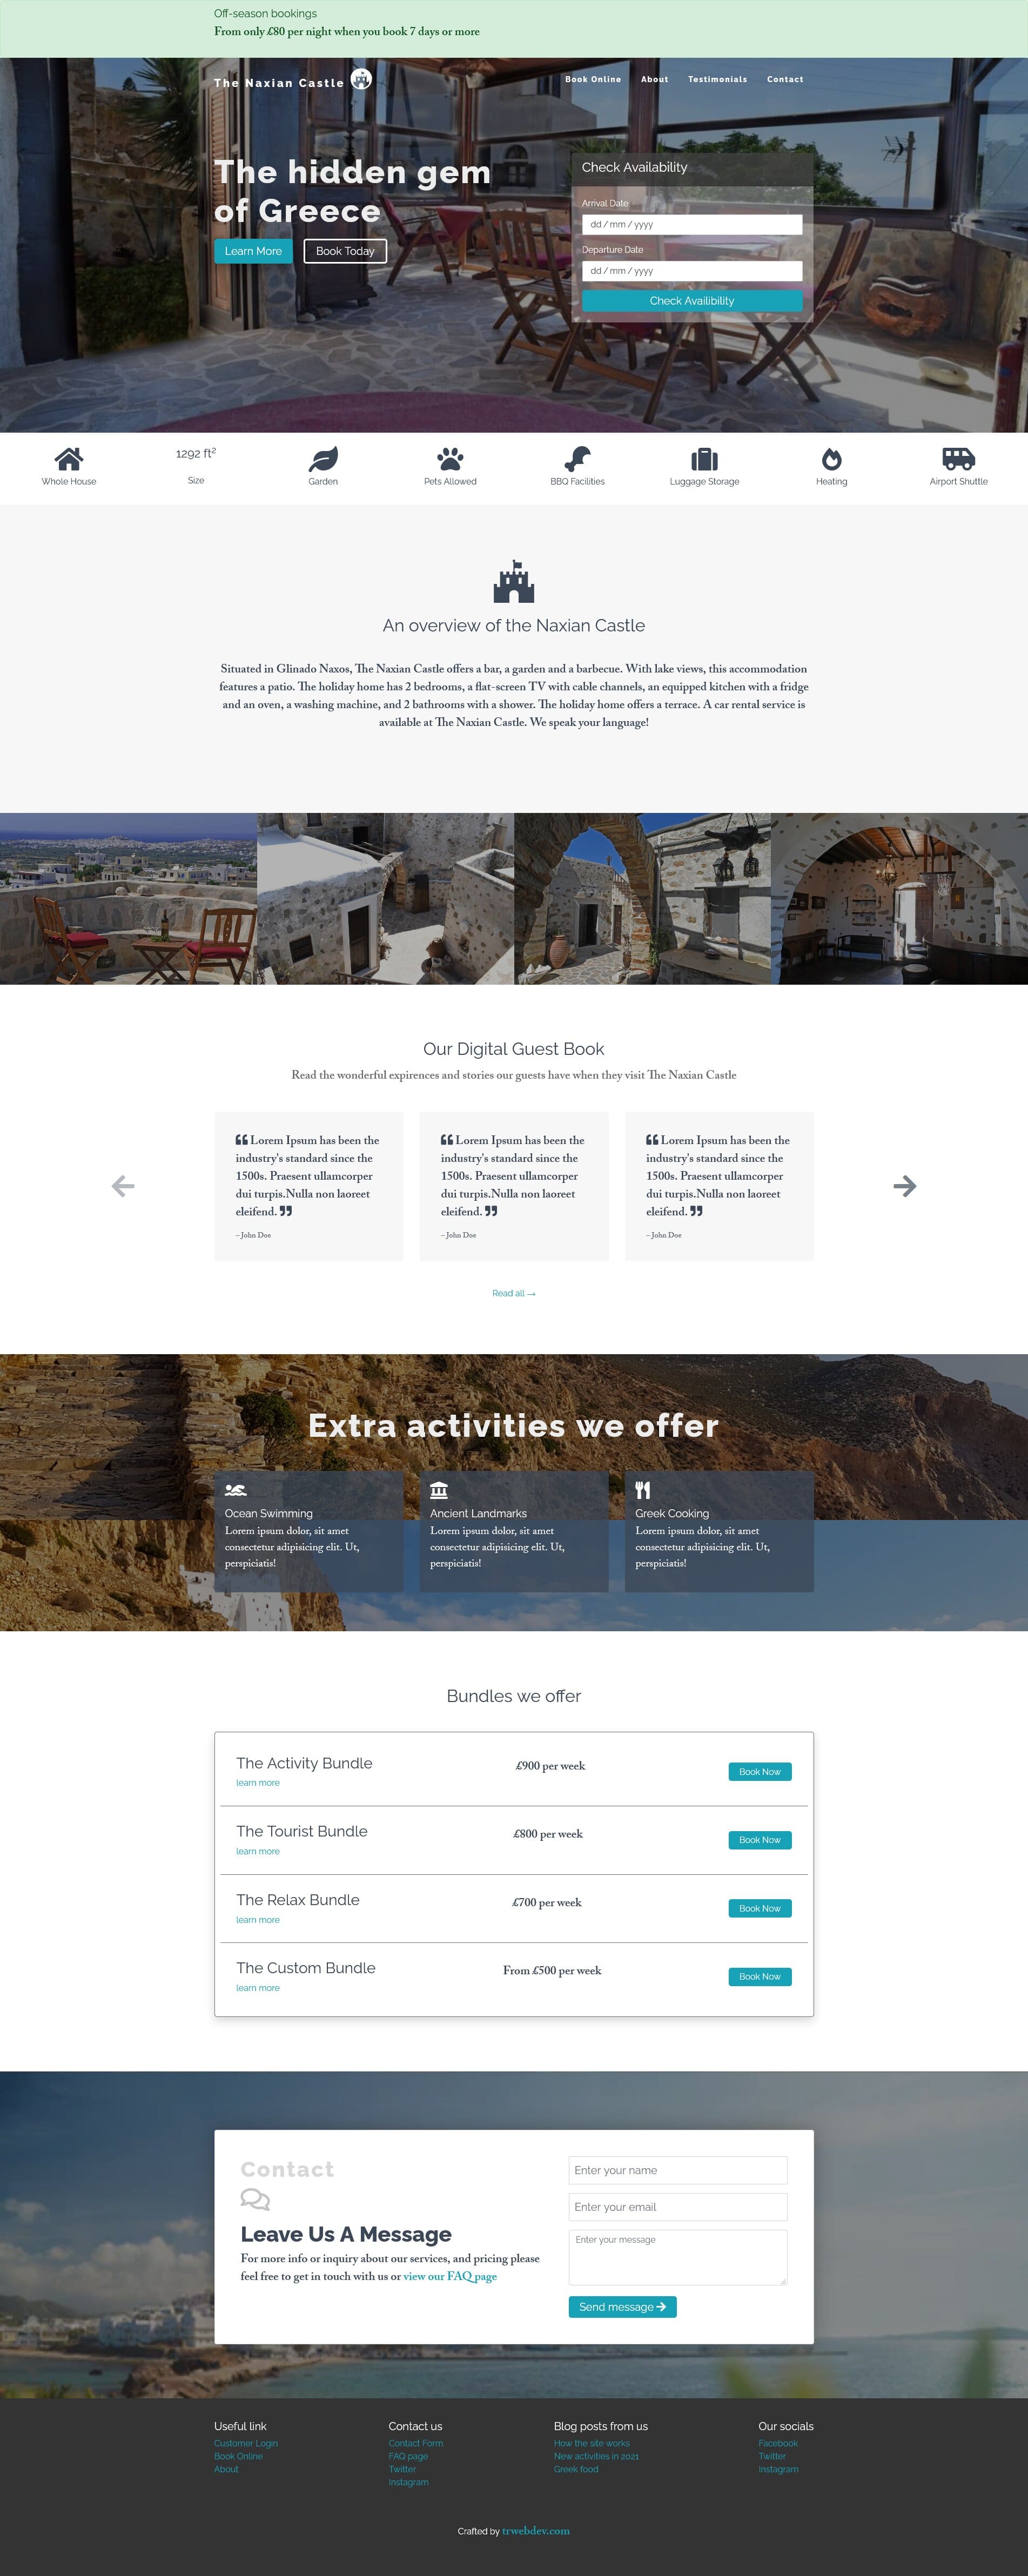 Off-season bookings
From only £80 per night when you book 7 days or more
The Naxian Castle
Book Online About Testimonials Contact
The hidden gem
of Greece
Learn More Book Today
Check Availability
Arrival Date
dd / mm / yyyy
Departure Date
dd / mm / yyyy
Check Availibility
Whole House
1292 ft²
Size
Garden
Pets Allowed
BBQ Facilities
Luggage Storage
Heating
Airport Shuttle
An overview of the Naxian Castle
Situated in Glinado Naxos, The Naxian Castle offers a bar, a garden and a barbecue. With lake views, this accommodation
features a patio. The holiday home has 2 bedrooms, a flat-screen TV with cable channels, an equipped kitchen with a fridge
and an oven, a washing machine, and 2 bathrooms with a shower. The holiday home offers a terrace. A car rental service is
available at The Naxian Castle. We speak your language!
Our Digital Guest Book
Read the wonderful expirences and stories our guests have when they visit The Naxian Castle
❝ Lorem Ipsum has been the
industry's standard since the
1500s. Praesent ullamcorper
dui turpis.Nulla non laoreet
eleifend. ❞
– John Doe
❝ Lorem Ipsum has been the
industry's standard since the
1500s. Praesent ullamcorper
dui turpis.Nulla non laoreet
eleifend. ❞
– John Doe
❝ Lorem Ipsum has been the
industry's standard since the
1500s. Praesent ullamcorper
dui turpis.Nulla non laoreet
eleifend. ❞
– John Doe
Read all →
Extra activities we offer
Ocean Swimming
Lorem ipsum dolor, sit amet
consectetur adipisicing elit. Ut,
perspiciatis!
Ancient Landmarks
Lorem ipsum dolor, sit amet
consectetur adipisicing elit. Ut,
perspiciatis!
Greek Cooking
Lorem ipsum dolor, sit amet
consectetur adipisicing elit. Ut,
perspiciatis!
Bundles we offer
The Activity Bundle
learn more
£900 per week
Book Now
The Tourist Bundle
learn more
£800 per week
Book Now
The Relax Bundle
learn more
£700 per week
Book Now
The Custom Bundle
learn more
From £500 per week
Book Now
Contact
Leave Us A Message
For more info or inquiry about our services, and pricing please
feel free to get in touch with us or view our FAQ page
Enter your name
Enter your email
Enter your message
Send message →
Useful link
Customer Login
Book Online
About
Contact us
Contact Form
FAQ page
Twitter
Instagram
Blog posts from us
How the site works
New activities in 2021
Greek food
Our socials
Facebook
Twitter
Instagram
Crafted by trwebdev.com